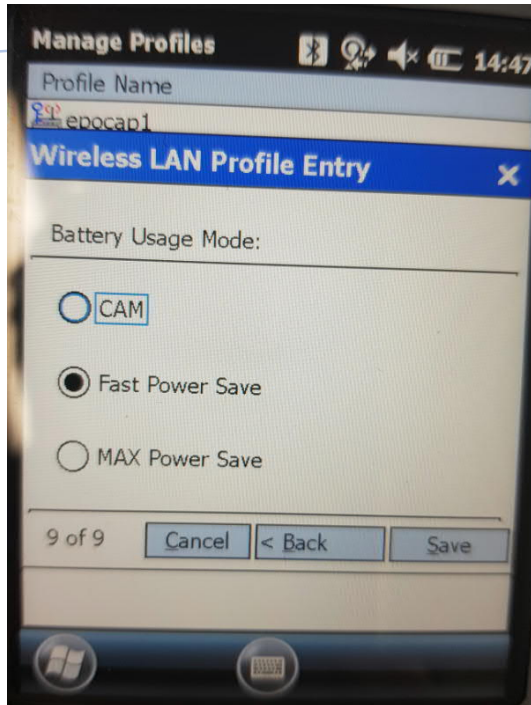 Manage Profiles 14:47
Profile Name
epocap1
Wireless LAN Profile Entry
Battery Usage Mode:
CAM
Fast Power Save
MAX Power Save
9 of 9 Cancel < Back Save